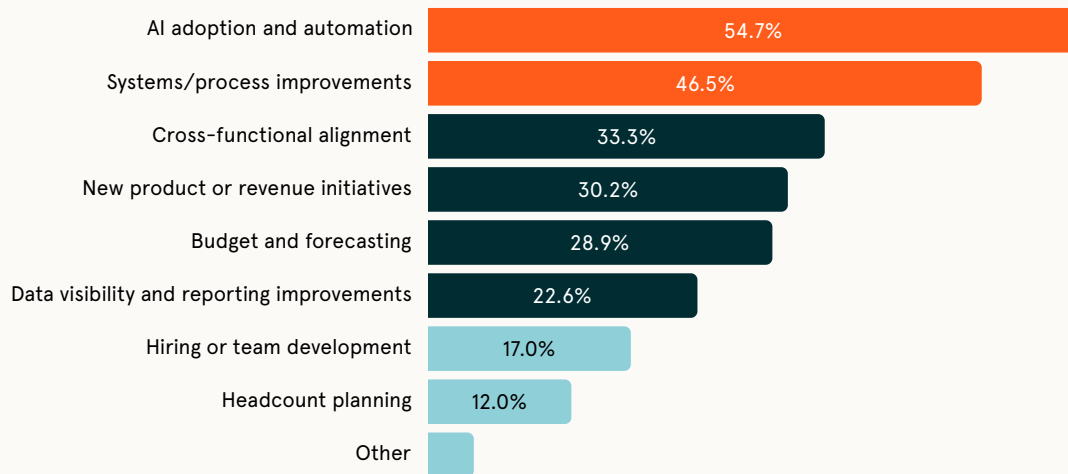 AI adoption and automation 54.7%
Systems/process improvements 46.5%
Cross-functional alignment 33.3%
New product or revenue initiatives 30.2%
Budget and forecasting 28.9%
Data visibility and reporting improvements 22.6%
Hiring or team development 17.0%
Headcount planning 12.0%
Other